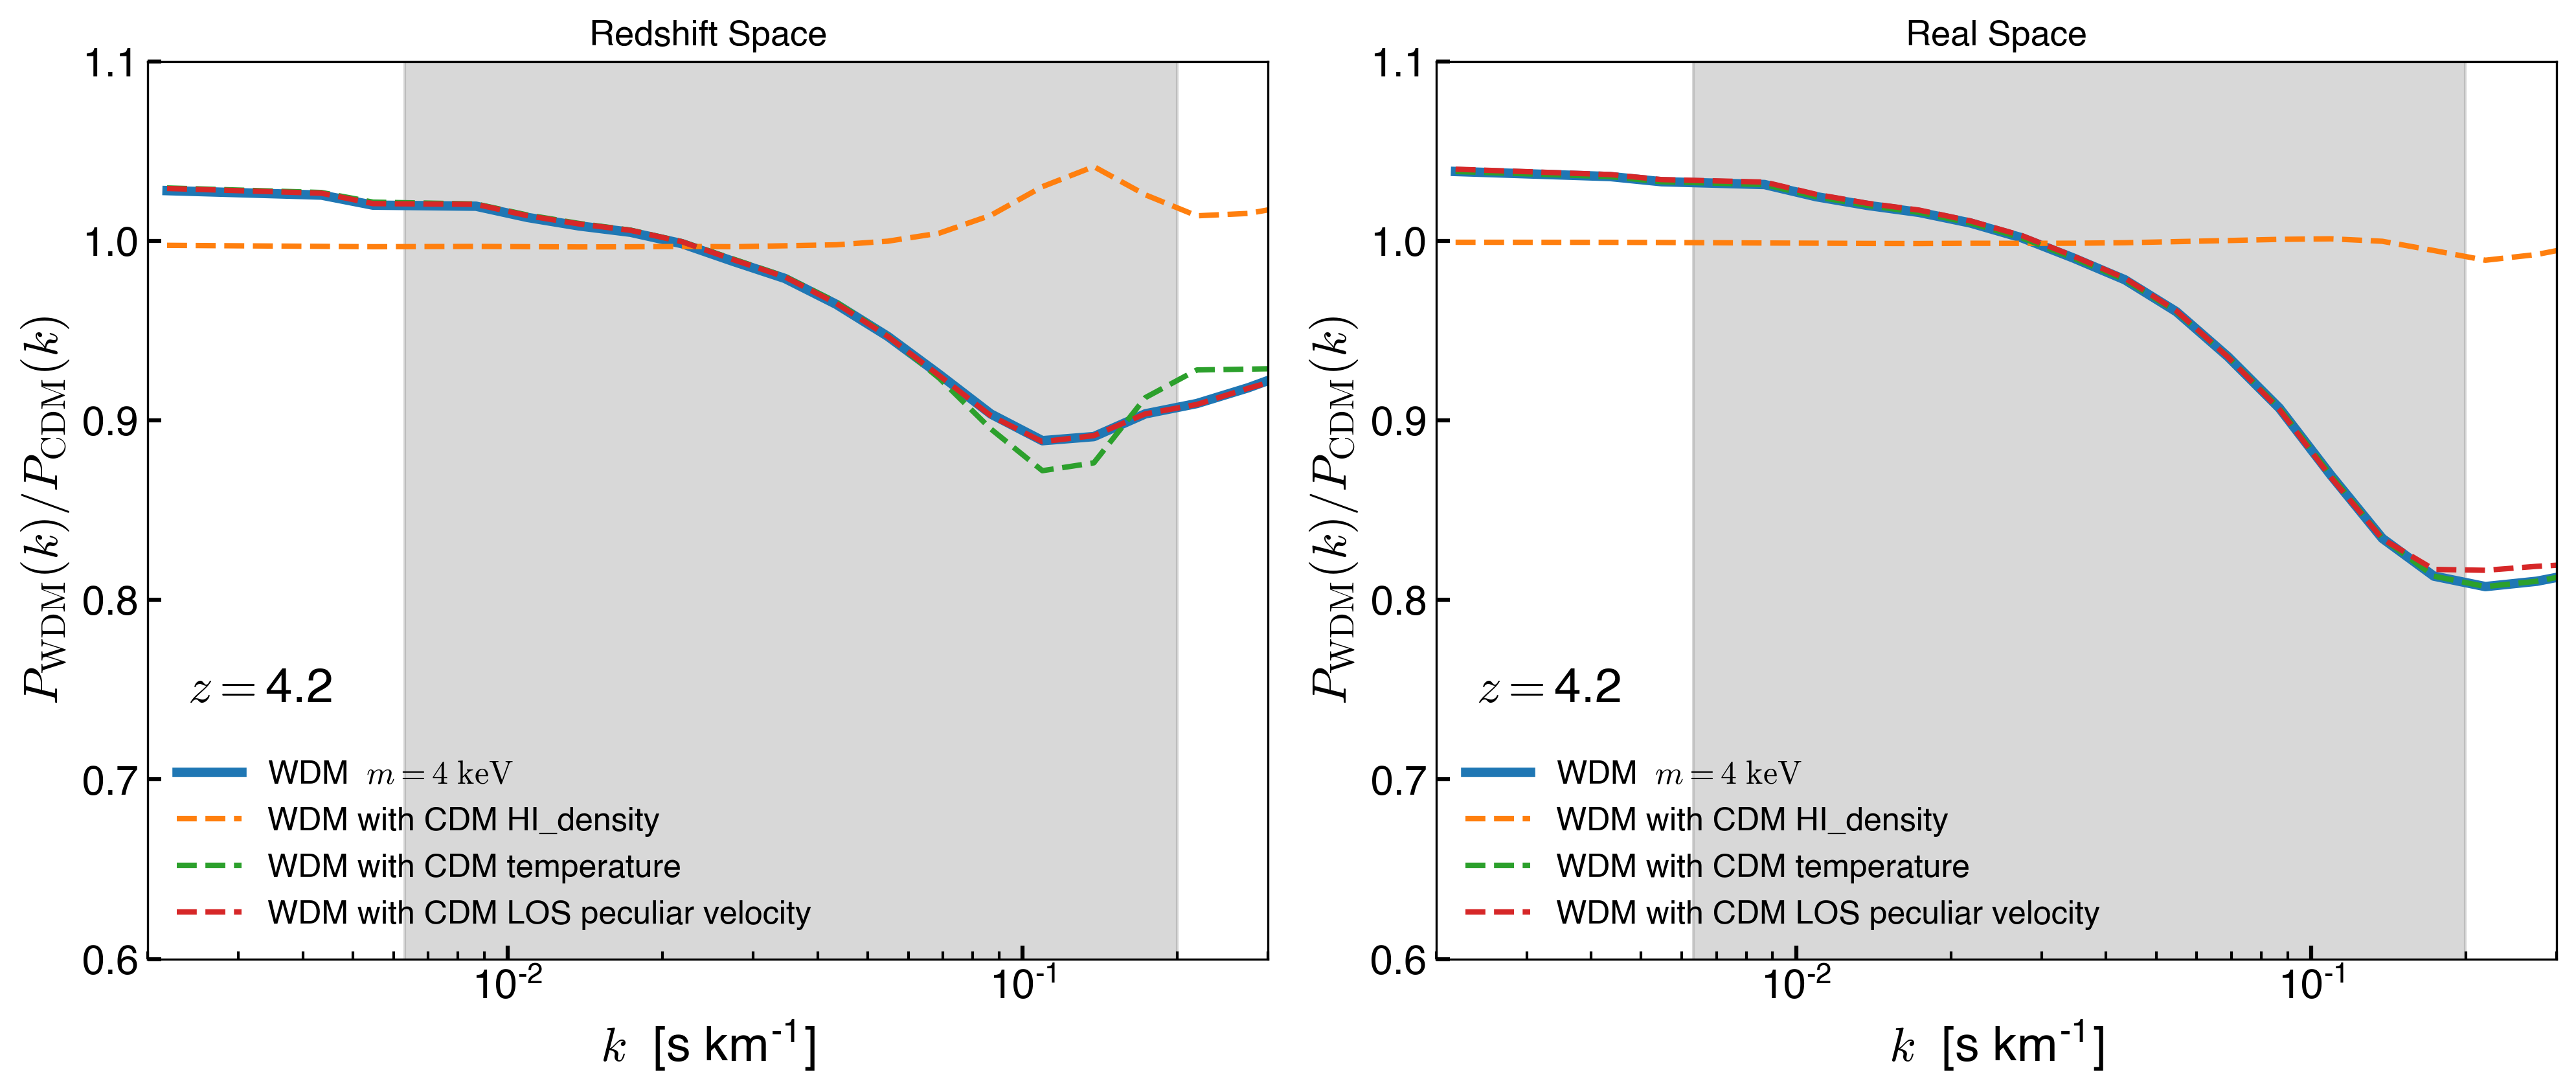 Redshift Space
1.1
1.0
0.9
0.8
0.7
0.6
P_WDM(k)/P_CDM(k)
z = 4.2
WDM m = 4 keV
WDM with CDM HI_density
WDM with CDM temperature
WDM with CDM LOS peculiar velocity
10^-2
10^-1
k [s km^-1]
Real Space
1.1
1.0
0.9
0.8
0.7
0.6
P_WDM(k)/P_CDM(k)
z = 4.2
WDM m = 4 keV
WDM with CDM HI_density
WDM with CDM temperature
WDM with CDM LOS peculiar velocity
10^-2
10^-1
k [s km^-1]